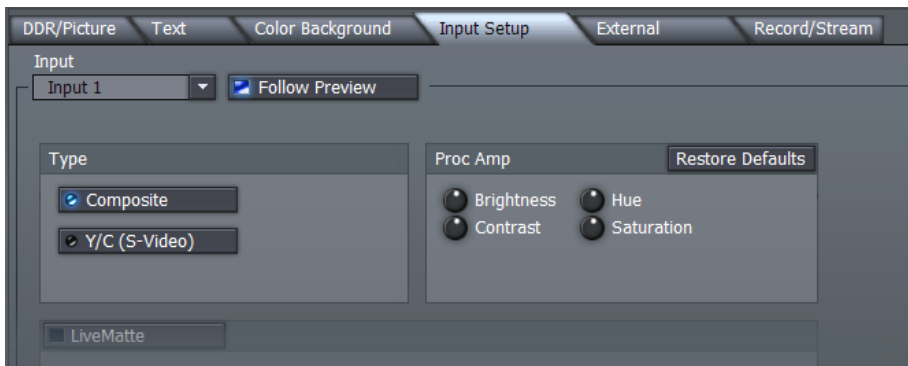 DDR/Picture Text Color Background Input Setup External Record/Stream
Input
Input 1 Follow Preview
Type Proc Amp Restore Defaults
Composite Brightness Hue
Contrast Saturation
Y/C (S-Video)
LiveMatte